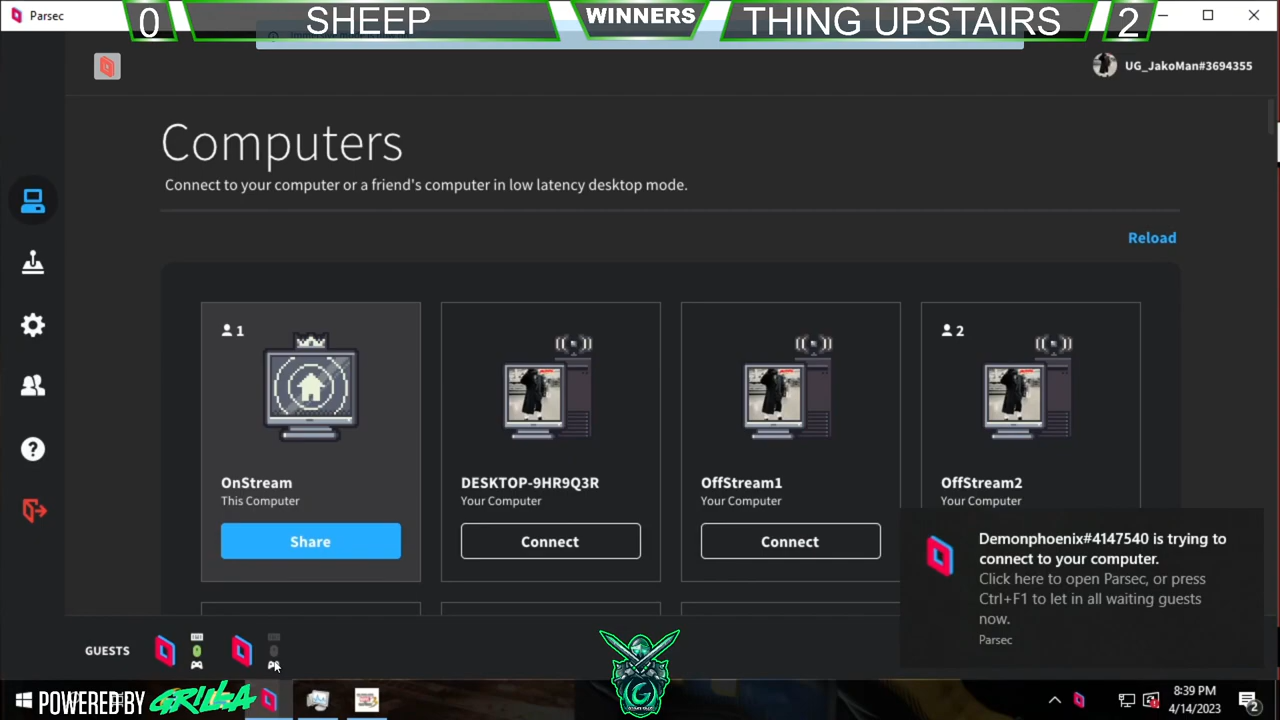 Parsec
0 SHEEP WINNERS THING UPSTAIRS 2
UG_JakoMan#3694355
Computers
Connect to your computer or a friend's computer in low latency desktop mode.
Reload
1
2
OnStream
This Computer
Share
DESKTOP-9HR9Q3R
Your Computer
Connect
OffStream1
Your Computer
Connect
OffStream2
Your Computer
Demonphoenix#4147540 is trying to
connect to your computer.
Click here to open Parsec, or press
Ctrl+F1 to let in all waiting guests
now.
Parsec
GUESTS
POWERED BY GRILLA
8:39 PM
4/14/2023
2